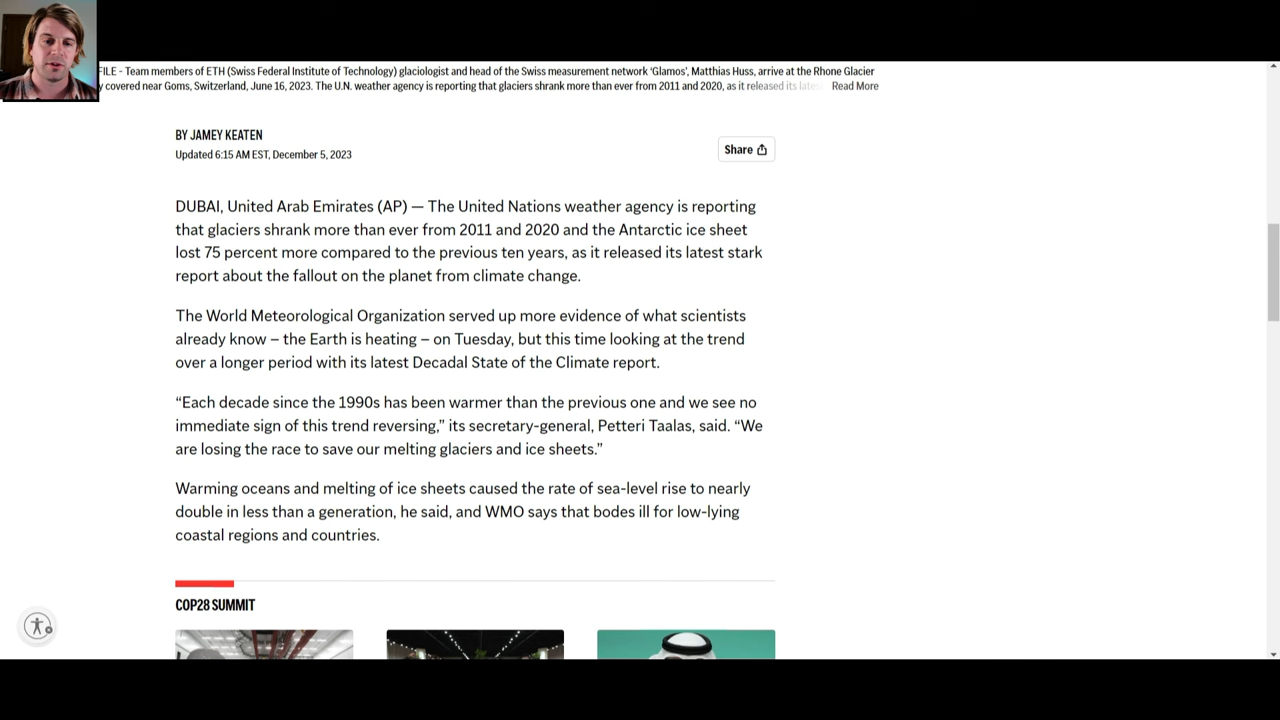 FILE - Team members of ETH (Swiss Federal Institute of Technology) glaciologist and head of the Swiss measurement network ‘Glamos’, Matthias Huss, arrive at the Rhone Glacier
y covered near Goms, Switzerland, June 16, 2023. The U.N. weather agency is reporting that glaciers shrank more than ever from 2011 and 2020, as it released its lates Read More
BY JAMEY KEATEN
Updated 6:15 AM EST, December 5, 2023
Share
DUBAI, United Arab Emirates (AP) — The United Nations weather agency is reporting
that glaciers shrank more than ever from 2011 and 2020 and the Antarctic ice sheet
lost 75 percent more compared to the previous ten years, as it released its latest stark
report about the fallout on the planet from climate change.
The World Meteorological Organization served up more evidence of what scientists
already know – the Earth is heating – on Tuesday, but this time looking at the trend
over a longer period with its latest Decadal State of the Climate report.
“Each decade since the 1990s has been warmer than the previous one and we see no
immediate sign of this trend reversing,” its secretary-general, Petteri Taalas, said. “We
are losing the race to save our melting glaciers and ice sheets.”
Warming oceans and melting of ice sheets caused the rate of sea-level rise to nearly
double in less than a generation, he said, and WMO says that bodes ill for low-lying
coastal regions and countries.
COP28 SUMMIT